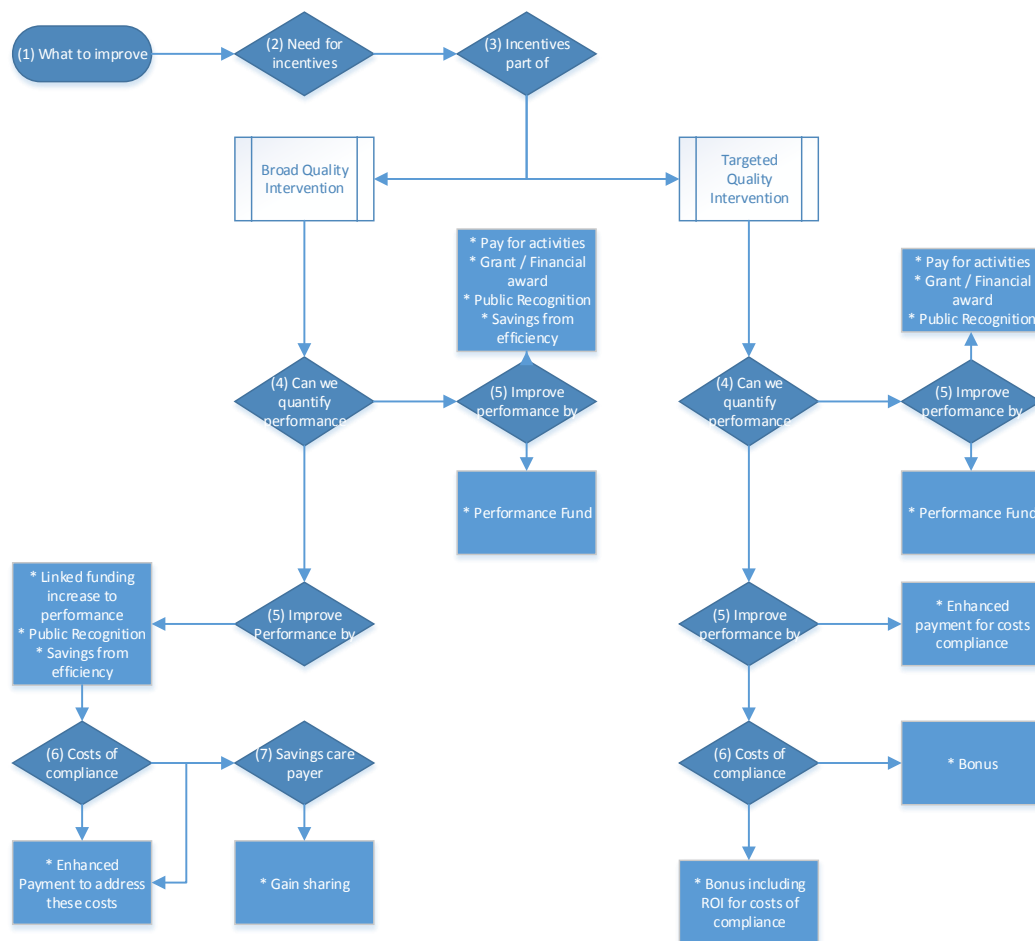 (1) What to improve
(2) Need for
incentives
(3) Incentives
part of
Broad Quality
Intervention
Targeted
Quality
Intervention
* Pay for activities
* Grant / Financial
award
* Public Recognition
* Savings from
efficiency
* Pay for activities
* Grant / Financial
award
* Public Recognition
(4) Can we
quantify
performance
(5) Improve
performance by
(4) Can we
quantify
performance
(5) Improve
performance by
* Performance Fund
* Performance Fund
* Linked funding
increase to
performance
* Public Recognition
* Savings from
efficiency
(5) Improve
Performance by
(5) Improve
performance by
* Enhanced
payment for costs
compliance
(6) Costs of
compliance
(7) Savings care
payer
(6) Costs of
compliance
* Bonus
* Enhanced
Payment to address
these costs
* Gain sharing
* Bonus including
ROI for costs of
compliance